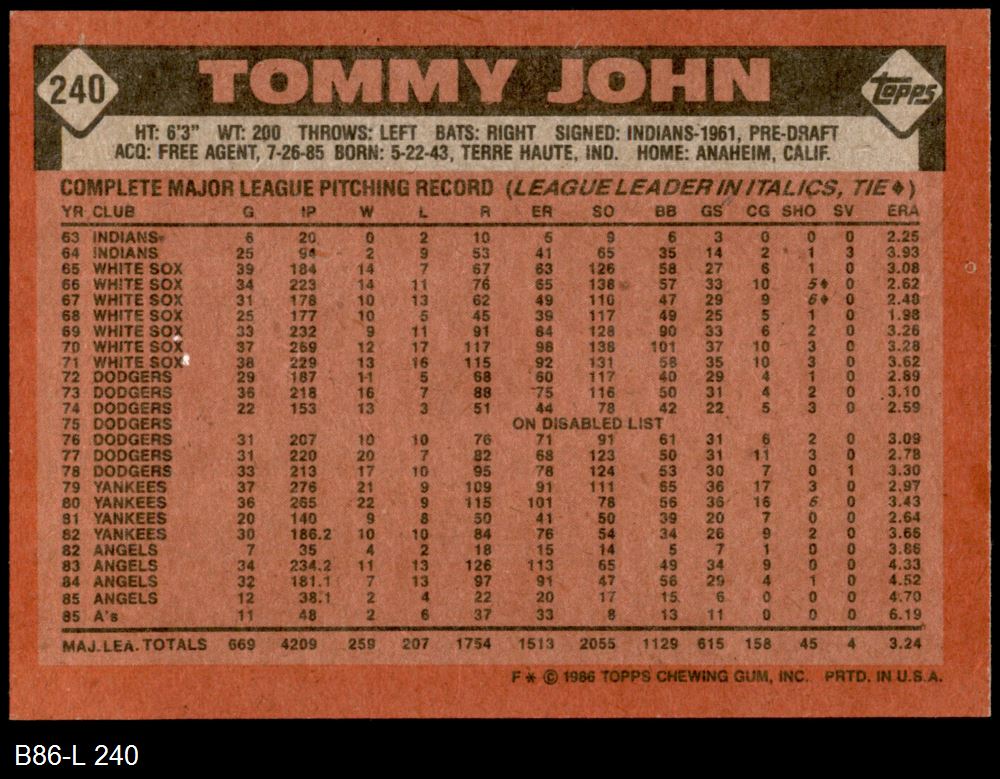 240 TOMMY JOHN TOPPS
HT: 6'3" WT: 200 THROWS: LEFT BATS: RIGHT SIGNED: INDIANS-1961, PRE-DRAFT
ACQ: FREE AGENT, 7-26-85 BORN: 5-22-43, TERRE HAUTE, IND. HOME: ANAHEIM, CALIF.
COMPLETE MAJOR LEAGUE PITCHING RECORD (LEAGUE LEADER IN ITALICS, TIE♦)
YR CLUB G IP W L R ER SO BB GS CG SHO SV ERA
63 INDIANS 6 20 0 2 10 5 9 6 3 0 0 0 2.25
64 INDIANS 25 94 2 9 53 41 65 35 14 2 1 3 3.93
65 WHITE SOX 39 184 14 7 67 63 126 58 27 6 1 0 3.08
66 WHITE SOX 34 223 14 11 76 65 138 57 33 10 5♦ 0 2.62
67 WHITE SOX 31 178 10 13 62 49 110 47 29 9 6♦ 0 2.48
68 WHITE SOX 25 177 10 5 45 39 117 49 25 5 1 0 1.98
69 WHITE SOX 33 232 9 11 91 84 128 90 33 6 2 0 3.26
70 WHITE SOX 37 269 12 17 117 98 138 101 37 10 3 0 3.28
71 WHITE SOX 38 229 13 16 115 92 131 58 35 10 3 0 3.62
72 DODGERS 29 187 11 5 68 60 117 40 29 4 1 0 2.89
73 DODGERS 36 218 16 7 88 75 116 50 31 4 2 0 3.10
74 DODGERS 22 153 13 3 51 44 78 42 22 5 3 0 2.59
75 DODGERS ON DISABLED LIST
76 DODGERS 31 207 10 10 76 71 91 61 31 6 2 0 3.09
77 DODGERS 31 220 20 7 82 68 123 50 31 11 3 0 2.78
78 DODGERS 33 213 17 10 95 78 124 53 30 7 0 1 3.30
79 YANKEES 37 276 21 9 109 91 111 65 36 17 3 0 2.97
80 YANKEES 36 265 22 9 115 101 78 56 36 16 6 0 3.43
81 YANKEES 20 140 9 8 50 41 50 39 20 7 0 0 2.64
82 YANKEES 30 186.2 10 10 84 76 54 34 26 9 2 0 3.66
82 ANGELS 7 35 4 2 18 15 14 5 7 1 0 0 3.86
83 ANGELS 34 234.2 11 13 126 113 65 49 34 9 0 0 4.33
84 ANGELS 32 181.1 7 13 97 91 47 56 29 4 1 0 4.52
85 ANGELS 12 38.1 2 4 22 20 17 15 6 0 0 0 4.70
85 A's 11 48 2 6 37 33 8 13 11 0 0 0 6.19
MAJ. LEA. TOTALS 669 4209 259 207 1754 1513 2055 1129 615 158 45 4 3.24
F * © 1986 TOPPS CHEWING GUM, INC. PRTD. IN U.S.A.
B86-L 240